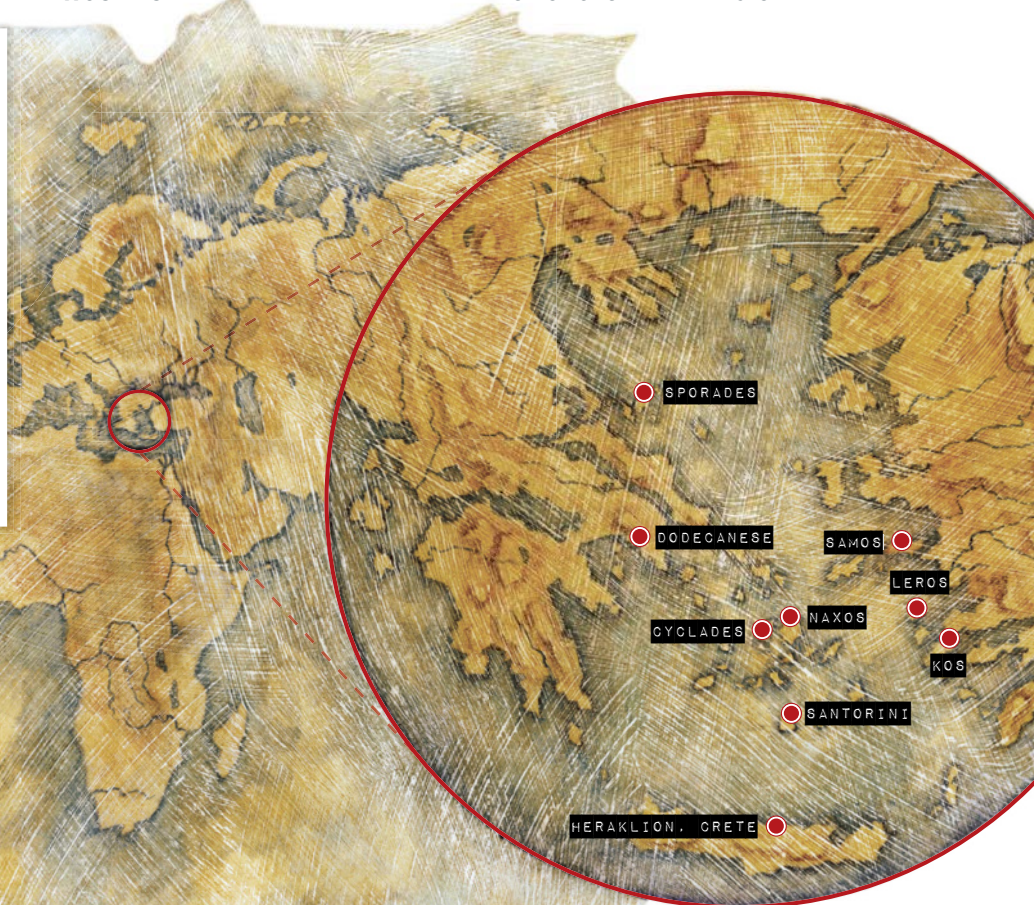 SPORADES
DODECANESE
SAMOS
LEROS
NAXOS
CYCLADES
KOS
SANTORINI
HERAKLION, CRETE